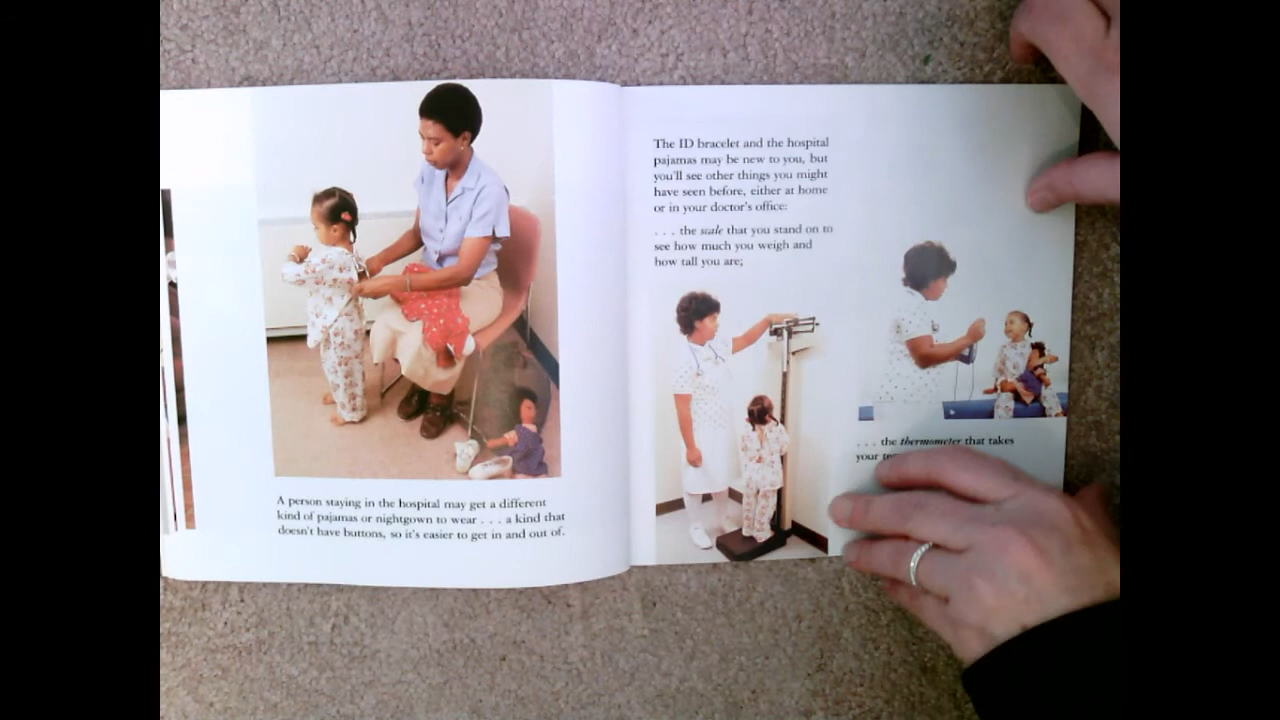 A person staying in the hospital may get a different
kind of pajamas or nightgown to wear . . . a kind that
doesn't have buttons, so it's easier to get in and out of.
The ID bracelet and the hospital
pajamas may be new to you, but
you'll see other things you might
have seen before, either at home
or in your doctor's office:
. . . the scale that you stand on to
see how much you weigh and
how tall you are;
. . . the thermometer that takes
your